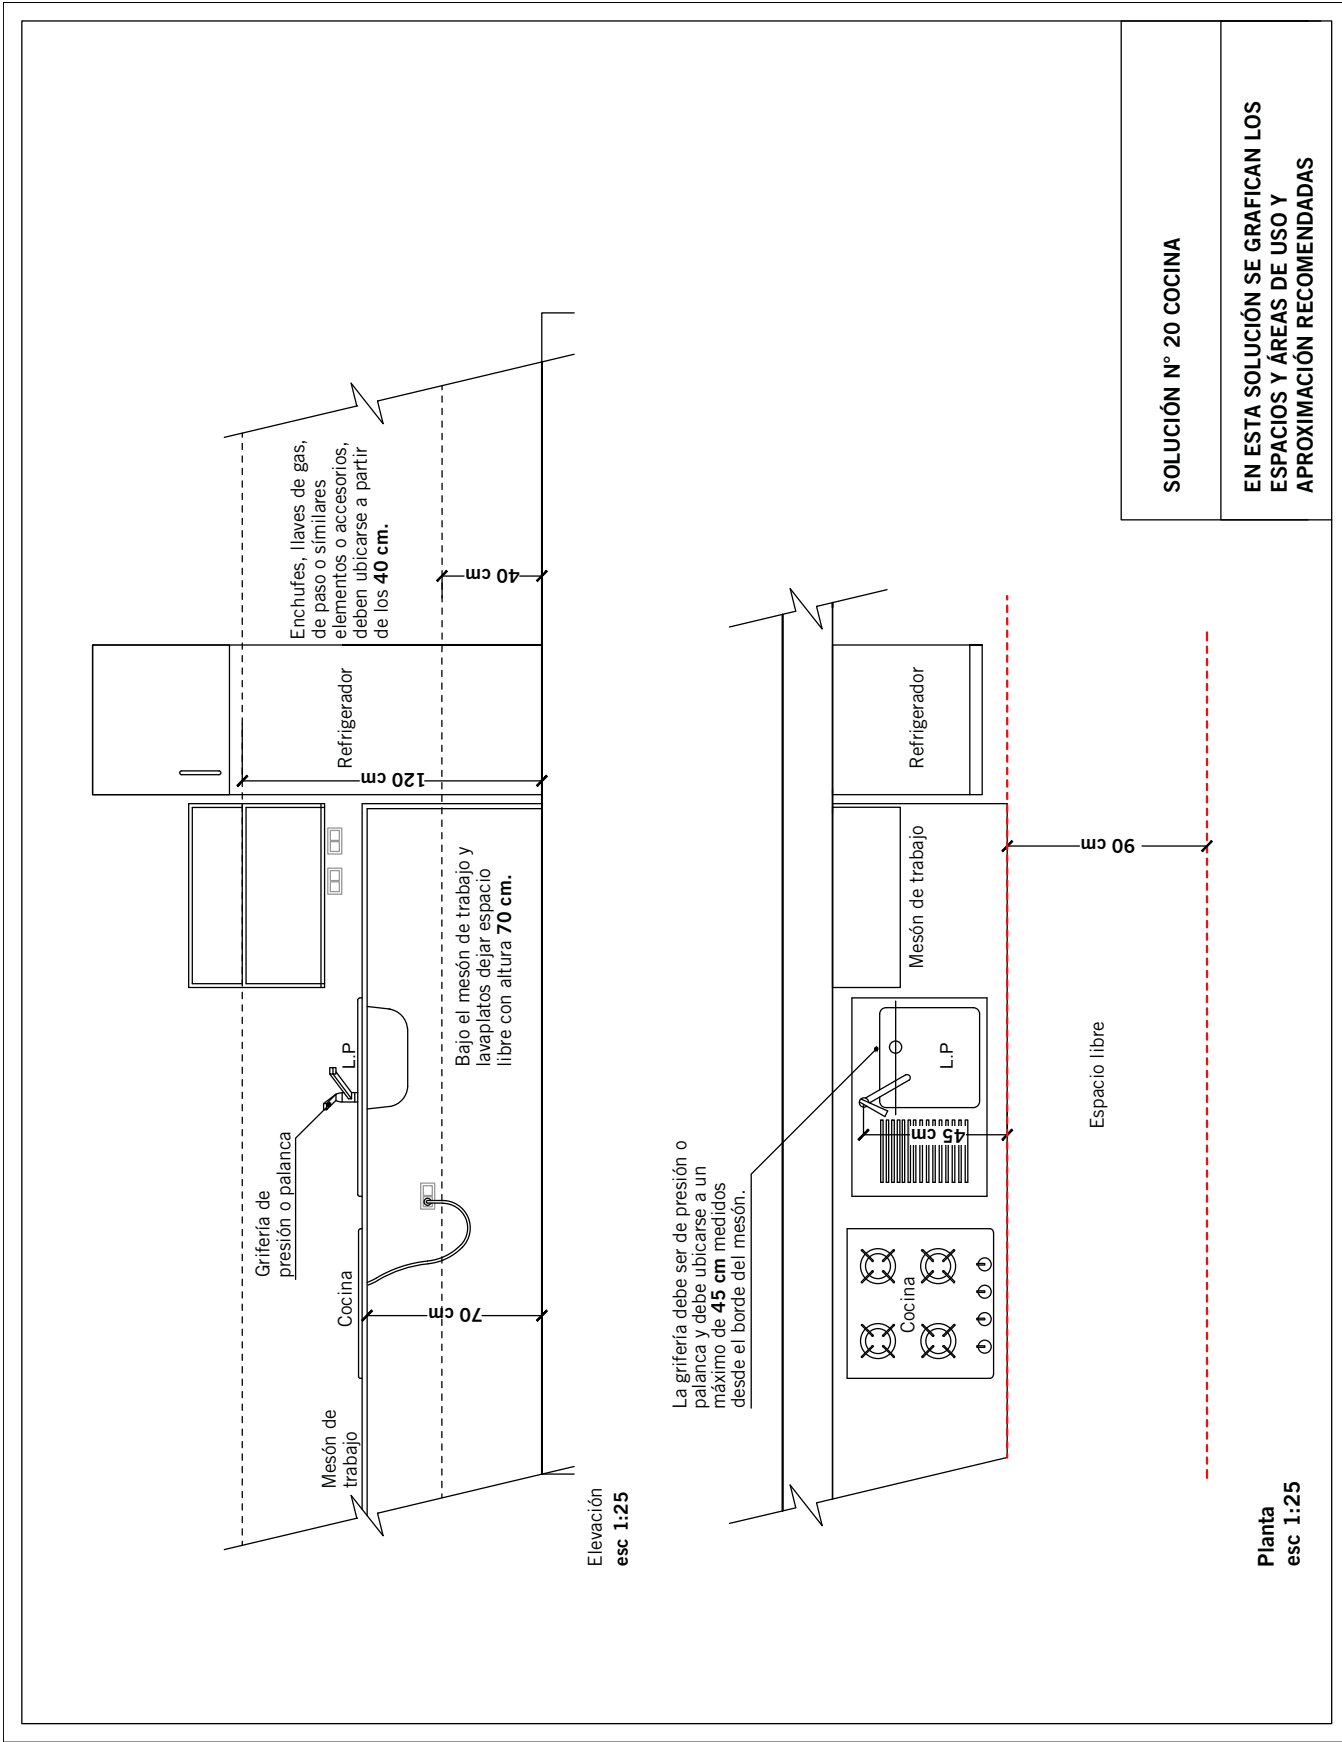 Grifería de
presión o palanca
Mesón de
trabajo
Cocina
L.P
Refrigerador
Enchufes, llaves de gas,
de paso o símilares
elementos o accesorios,
deben ubicarse a partir
de los 40 cm.
Bajo el mesón de trabajo y
lavaplatos dejar espacio
libre con altura 70 cm.
70 cm
120 cm
40 cm
Elevación
esc 1:25
La grifería debe ser de presión o
palanca y debe ubicarse a un
máximo de 45 cm medidos
desde el borde del mesón.
Cocina
45 cm
L.P
Mesón de trabajo
Refrigerador
90 cm
Espacio libre
Planta
esc 1:25
SOLUCIÓN N° 20 COCINA
EN ESTA SOLUCIÓN SE GRAFICAN LOS
ESPACIOS Y ÁREAS DE USO Y
APROXIMACIÓN RECOMENDADAS